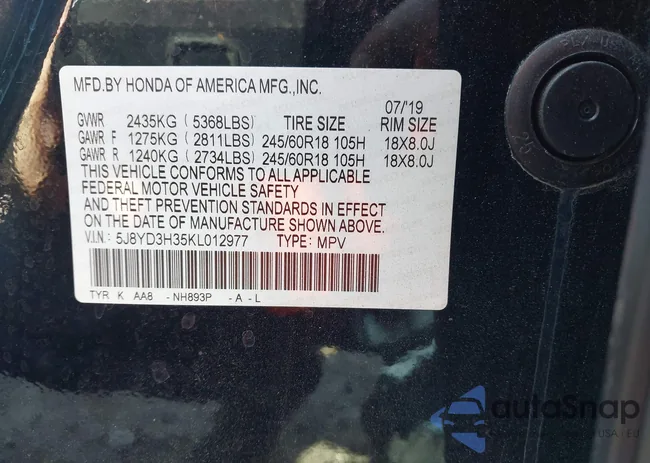 MFD.BY HONDA OF AMERICA MFG.,INC.
07/'19
GVWR 2435KG ( 5368LBS) TIRE SIZE RIM SIZE
GAWR F 1275KG ( 2811LBS) 245/60R18 105H 18X8.0J
GAWR R 1240KG ( 2734LBS) 245/60R18 105H 18X8.0J
THIS VEHICLE CONFORMS TO ALL APPLICABLE
FEDERAL MOTOR VEHICLE SAFETY
AND THEFT PREVENTION STANDARDS IN EFFECT
ON THE DATE OF MANUFACTURE SHOWN ABOVE.
V.I.N.: 5J8YD3H35KL012977 TYPE: MPV
TYR K AA8 -NH893P -A -L
autoSnap